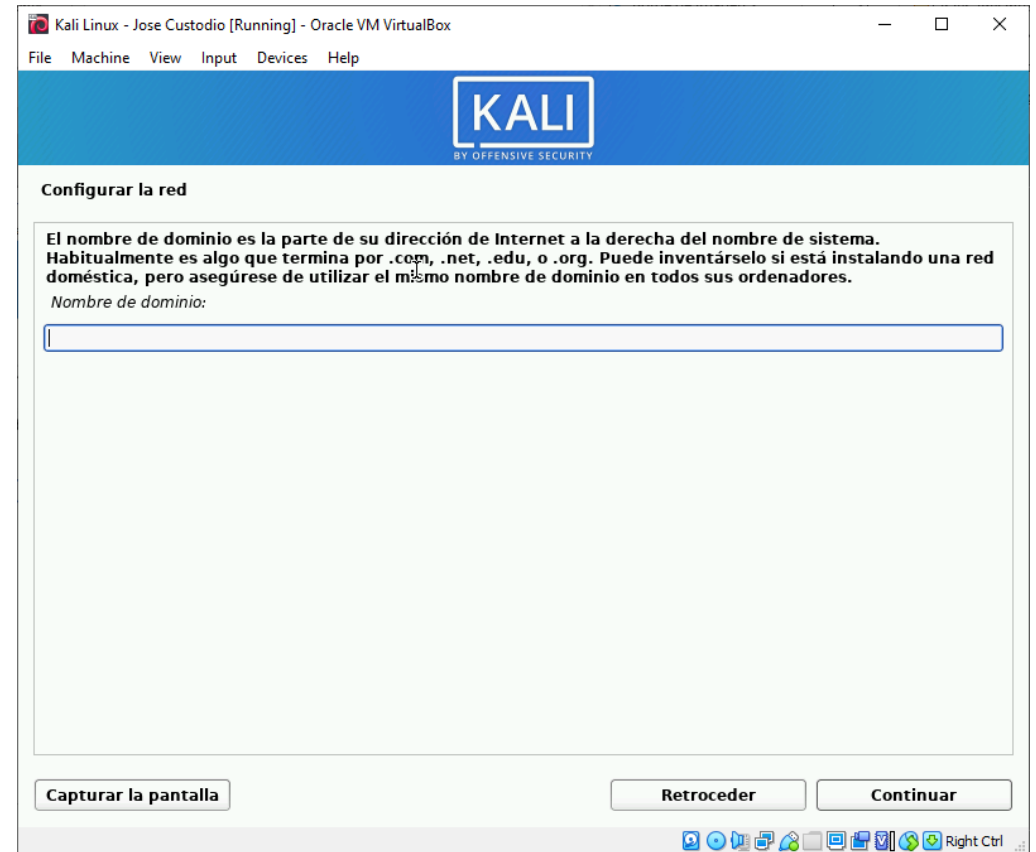 Kali Linux - Jose Custodio [Running] - Oracle VM VirtualBox
File Machine View Input Devices Help
KALI
BY OFFENSIVE SECURITY
Configurar la red
El nombre de dominio es la parte de su dirección de Internet a la derecha del nombre de sistema.
Habitualmente es algo que termina por .com, .net, .edu, o .org. Puede inventárselo si está instalando una red
doméstica, pero asegúrese de utilizar el mismo nombre de dominio en todos sus ordenadores.
Nombre de dominio:
Capturar la pantalla
Retroceder
Continuar
Right Ctrl